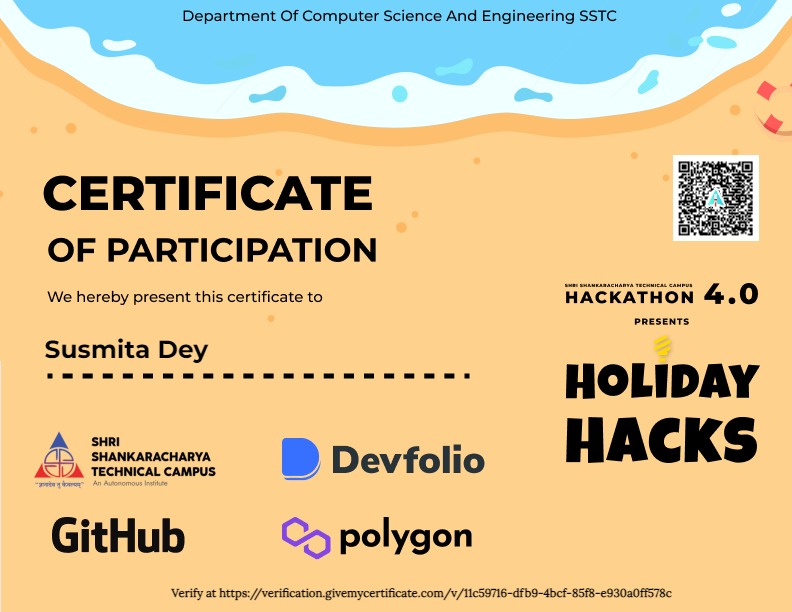 Department Of Computer Science And Engineering SSTC
CERTIFICATE
OF PARTICIPATION
We hereby present this certificate to
Susmita Dey
SHRI SHANKARACHARYA TECHNICAL CAMPUS
HACKATHON 4.0
PRESENTS
HOLIDAY
HACKS
SHRI
SHANKARACHARYA
TECHNICAL CAMPUS
An Autonomous Institute
Devfolio
GitHub
polygon
Verify at https://verification.givemycertificate.com/v/11c59716-dfb9-4bcf-85f8-e930a0ff578c